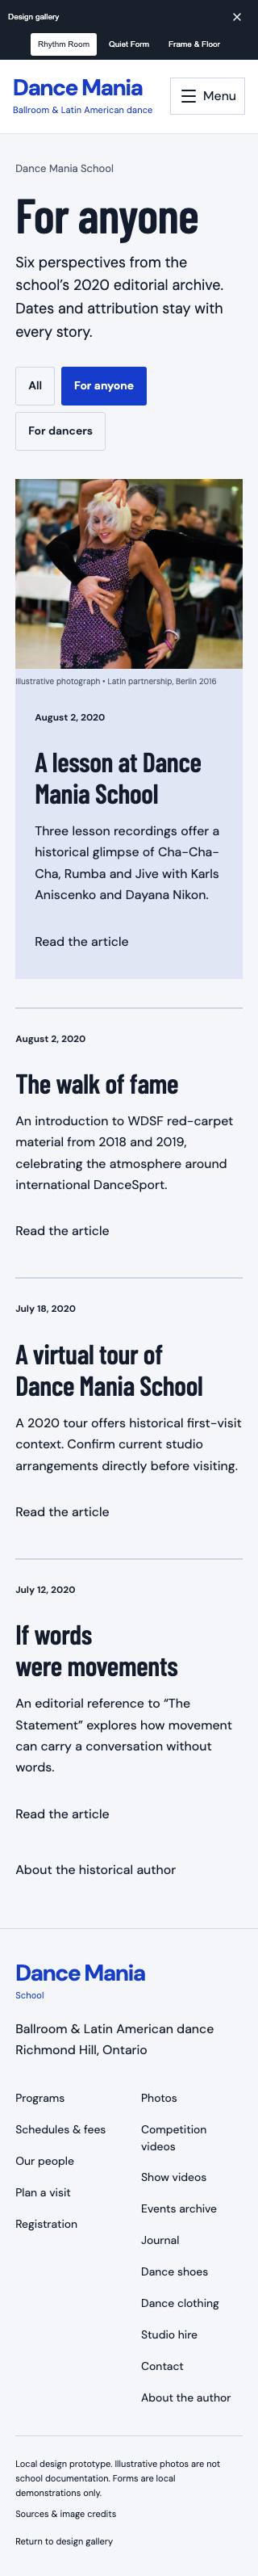 Design gallery
×
Rhythm Room Quiet Form Frame & Floor
Dance Mania
Ballroom & Latin American dance
Menu
Dance Mania School
For anyone
Six perspectives from the
school’s 2020 editorial archive.
Dates and attribution stay with
every story.
All For anyone
For dancers
Illustrative photograph • Latin partnership, Berlin 2016
August 2, 2020
A lesson at Dance
Mania School
Three lesson recordings offer a
historical glimpse of Cha-Cha-
Cha, Rumba and Jive with Karls
Aniscenko and Dayana Nikon.
Read the article
August 2, 2020
The walk of fame
An introduction to WDSF red-carpet
material from 2018 and 2019,
celebrating the atmosphere around
international DanceSport.
Read the article
July 18, 2020
A virtual tour of
Dance Mania School
A 2020 tour offers historical first-visit
context. Confirm current studio
arrangements directly before visiting.
Read the article
July 12, 2020
If words
were movements
An editorial reference to “The
Statement” explores how movement
can carry a conversation without
words.
Read the article
About the historical author
Dance Mania
School
Ballroom & Latin American dance
Richmond Hill, Ontario
Programs
Schedules & fees
Our people
Plan a visit
Registration
Photos
Competition
videos
Show videos
Events archive
Journal
Dance shoes
Dance clothing
Studio hire
Contact
About the author
Local design prototype. Illustrative photos are not
school documentation. Forms are local
demonstrations only.
Sources & image credits
Return to design gallery